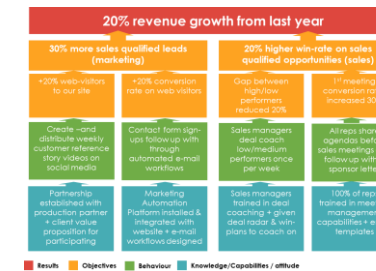 20% revenue growth from last year
30% more sales qualified leads
(marketing)
20% higher win-rate on sales
qualified opportunities (sales)
+20% web-visitors
to our site
+20% conversion
rate on web visitors
Gap between
high/low
performers
reduced 20%
1st meeting
conversion rat
increased 30
Create –and
distribute weekly
customer reference
story videos on
social media
Contact form sign-
ups follow up with
through
automated e-mail
workflows
Sales managers
deal coach
low/medium
performers once
per week
All reps share
agendas befo
sales meetings
follow up with
sponsor lette
Partnership
established with
production partner
+ client value
proposition for
participating
Marketing
Automation
Platform installed &
integrated with
website + e-mail
workflows designed
Sales managers
trained in deal
coaching + given
deal radar & win-
plans to coach on
100% of reps
trained in meet
manageme
capabilities + e
templates
Results
Objectives
Behaviour
Knowledge/Capabilities / attitude